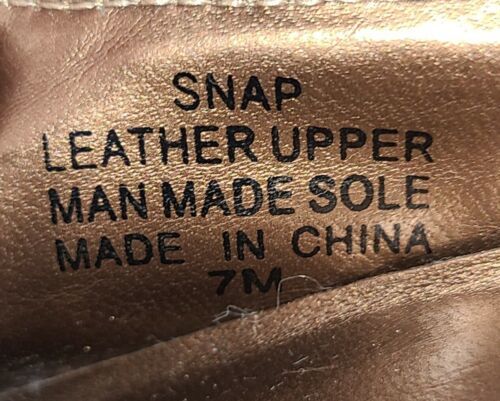 SNAP
LEATHER UPPER
MAN MADE SOLE
MADE IN CHINA
7M